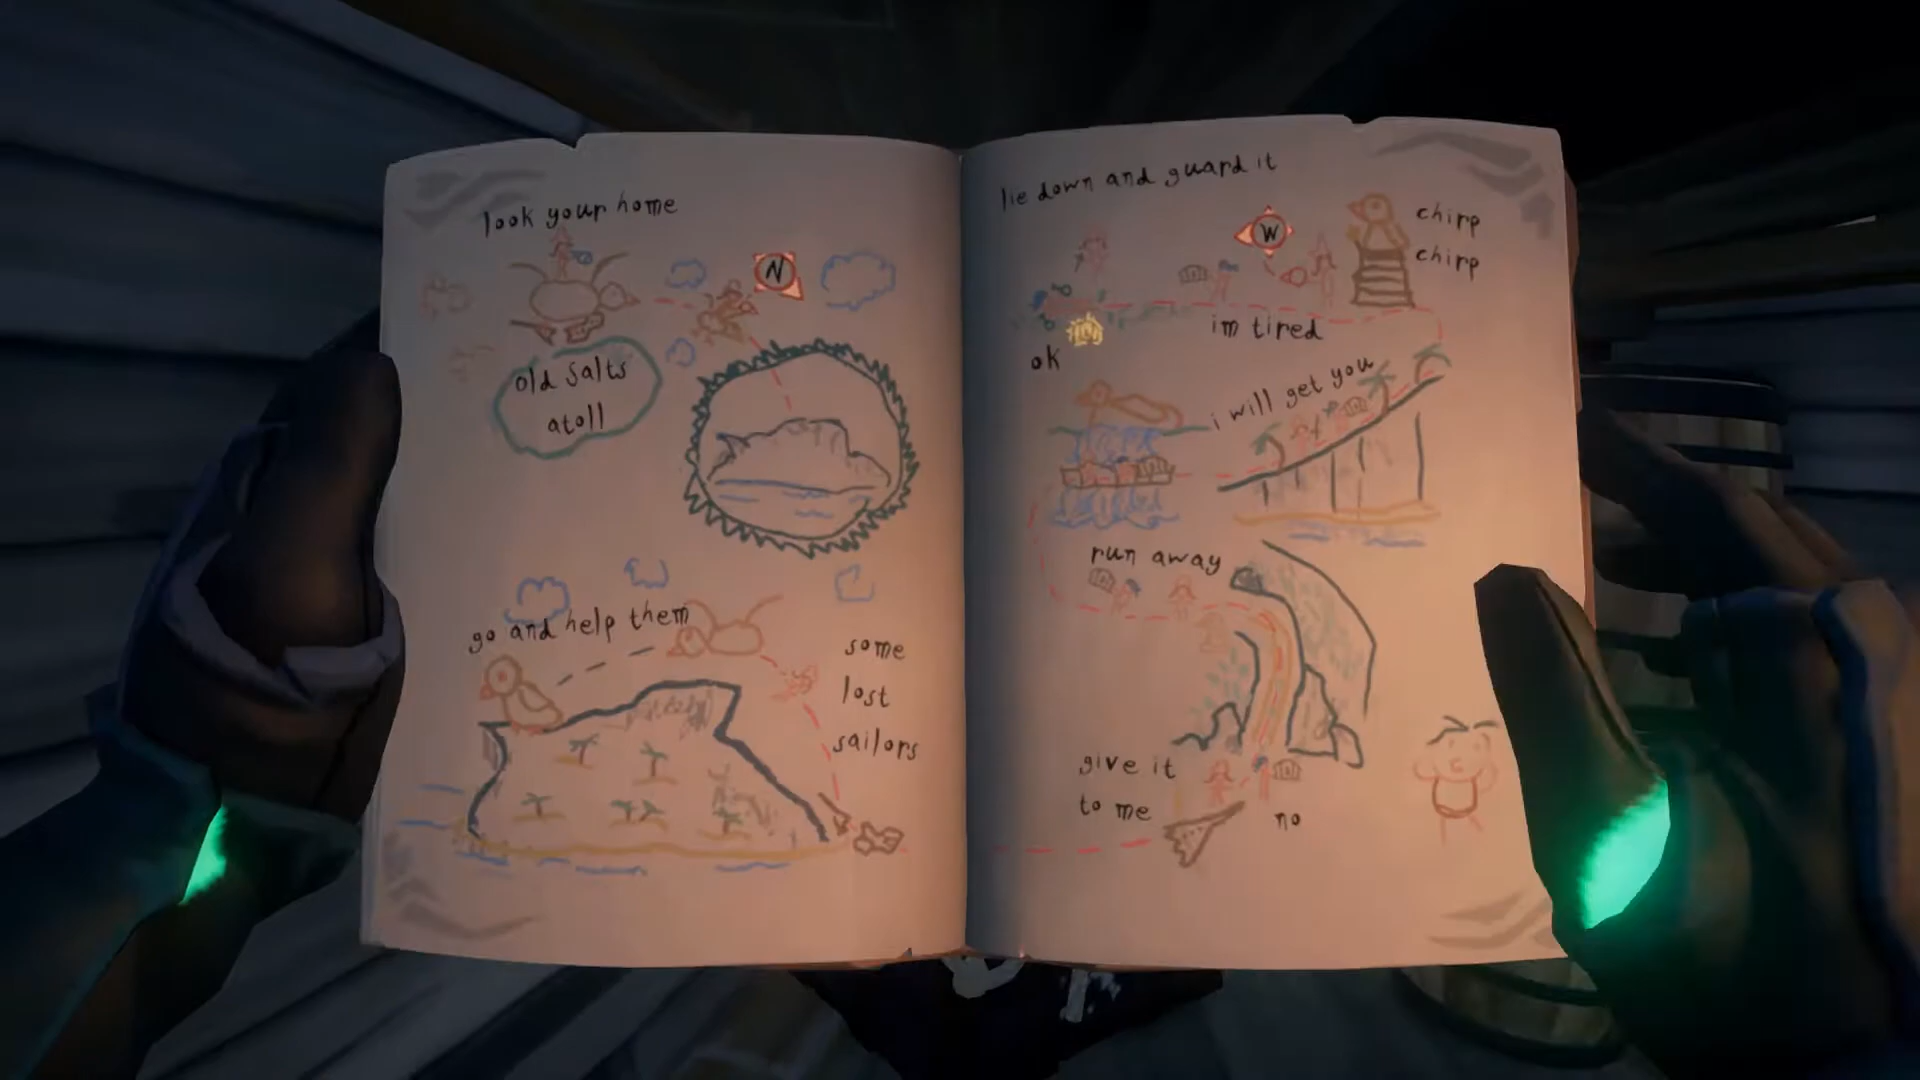 look your home
N
old Salts
atoll
go and help them
some
lost
sailors
lie down and guard it
W
chirp
chirp
im tired
ok
i will get you
run away
give it
to me
no